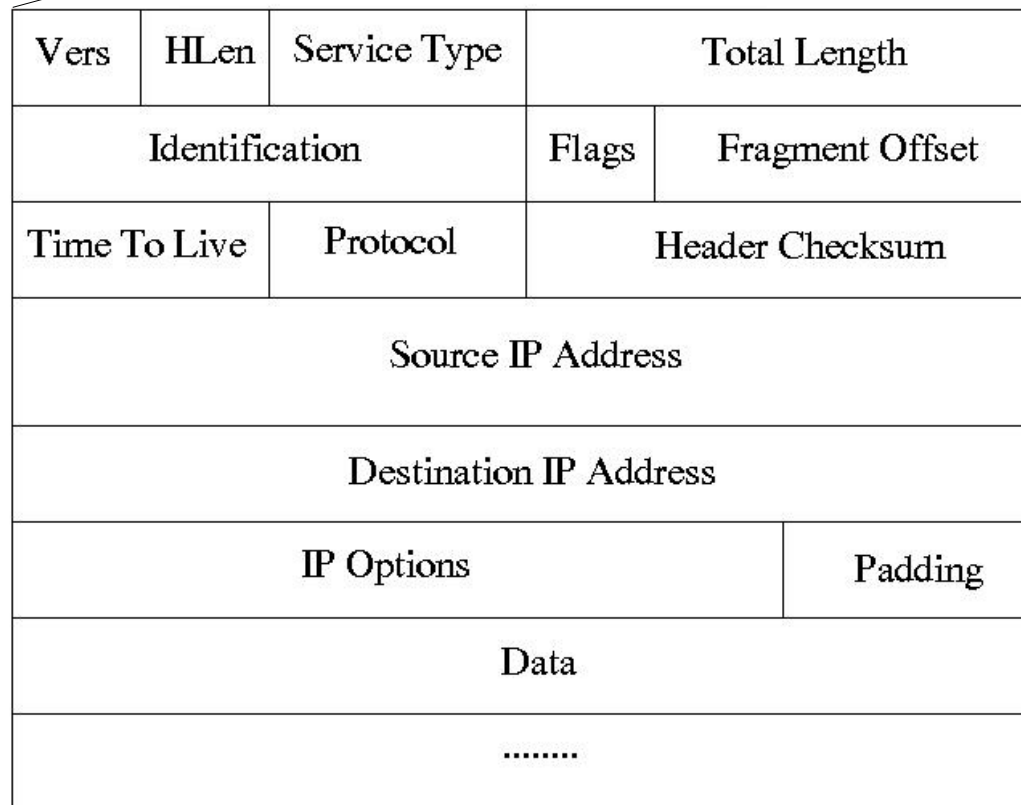 Vers HLen Service Type Total Length
Identification Flags Fragment Offset
Time To Live Protocol Header Checksum
Source IP Address
Destination IP Address
IP Options Padding
Data
........